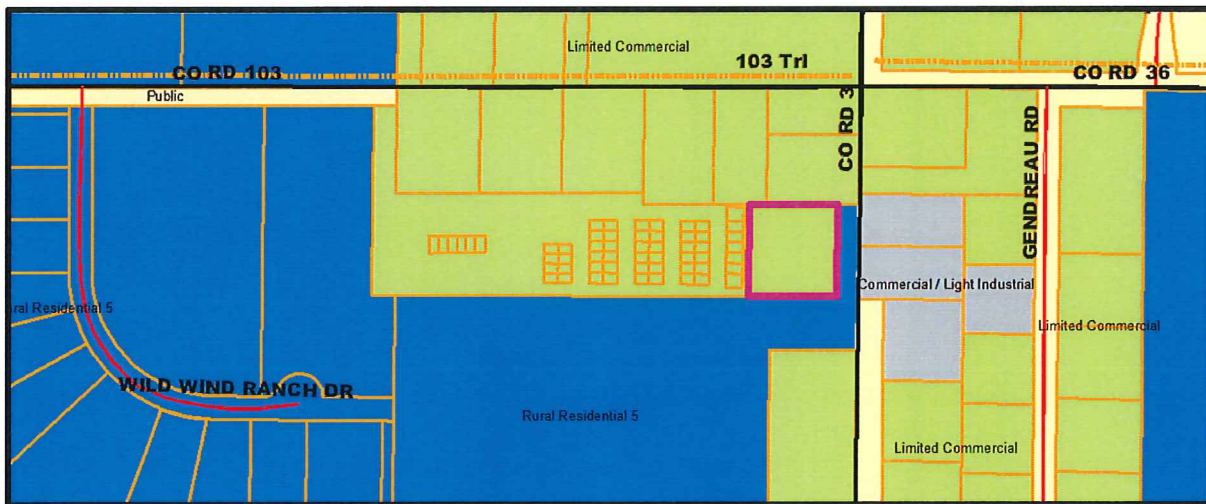 Limited Commercial
103 Trl
CO RD 103
CO RD 36
Public
CO RD 3
GENDREAU RD
Commercial / Light Industrial
ral Residential 5
Limited Commercial
WILD WIND RANCH DR
Rural Residential 5
Limited Commercial